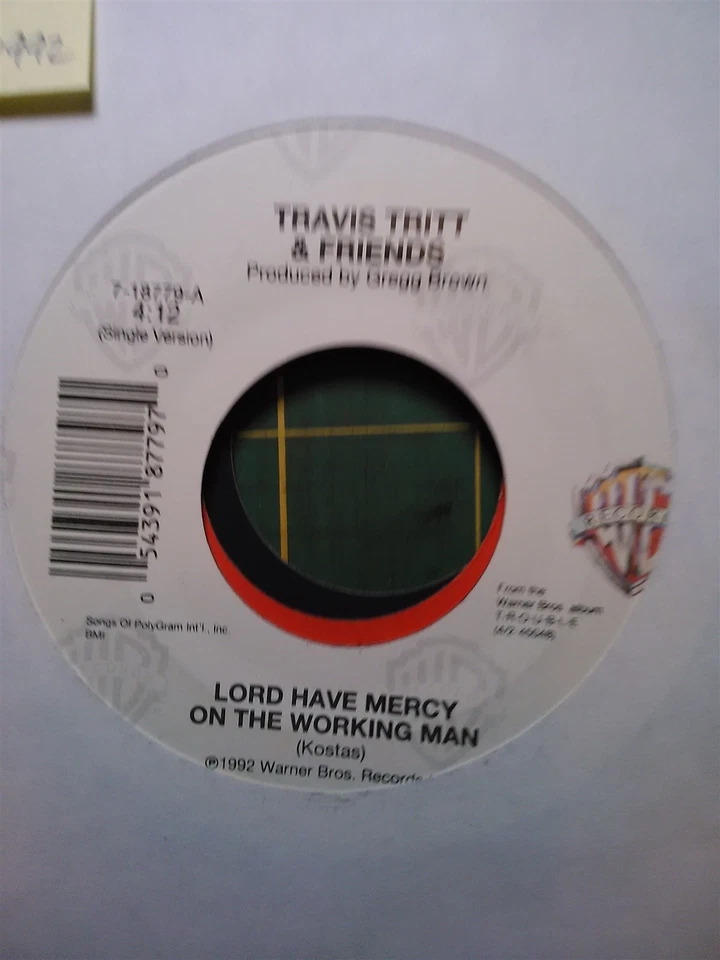 TRAVIS TRITT
& FRIENDS
Produced by Gregg Brown
7-18779-A
4:12
(Single Version)
0 54391 87797 0
Songs Of PolyGram Int'l., Inc.
BMI
RECORDS
From the
Warner Bros. album
T-R-O-U-B-L-E
LORD HAVE MERCY
ON THE WORKING MAN
(Kostas)
℗1992 Warner Bros. Records